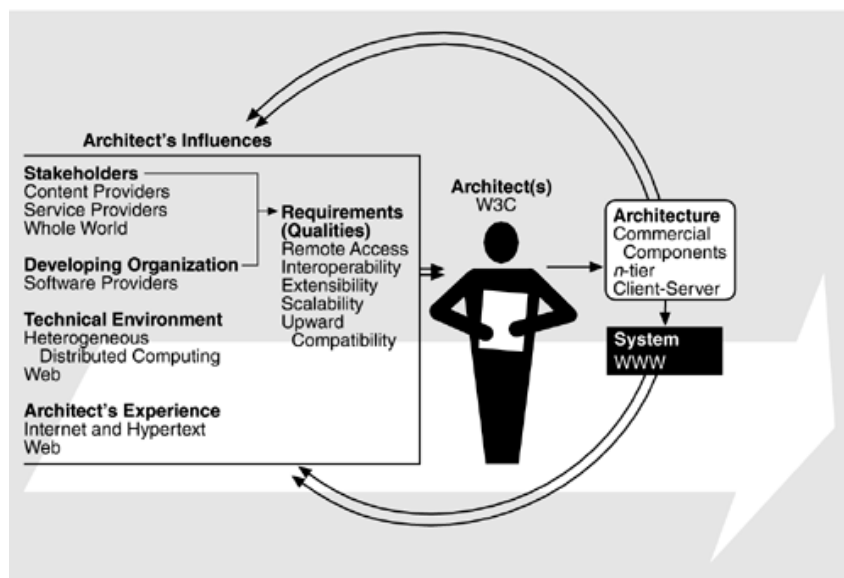 Architect's Influences
Stakeholders
Content Providers
Service Providers
Whole World
Developing Organization
Software Providers
Technical Environment
Heterogeneous
Distributed Computing
Web
Architect's Experience
Internet and Hypertext
Web
Requirements
(Qualities)
Remote Access
Interoperability
Extensibility
Scalability
Upward
Compatibility
Architect(s)
W3C
Architecture
Commercial
Components
n-tier
Client-Server
System
WWW